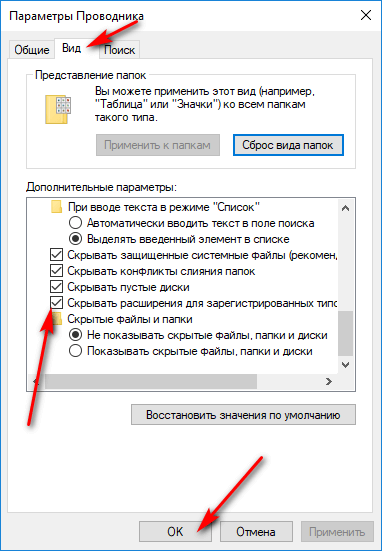 Параметры Проводника
Общие Вид Поиск
Представление папок
Вы можете применить этот вид (например,
"Таблица" или "Значки") ко всем папкам
такого типа.
Применить к папкам Сброс вида папок
Дополнительные параметры:
При вводе текста в режиме "Список"
Автоматически вводить текст в поле поиска
Выделять введенный элемент в списке
Скрывать защищенные системные файлы (рекомен,
Скрывать конфликты слияния папок
Скрывать пустые диски
Скрывать расширения для зарегистрированных типо
Скрытые файлы и папки
Не показывать скрытые файлы, папки и диски
Показывать скрытые файлы, папки и диски
Восстановить значения по умолчанию
OK Отмена Применить